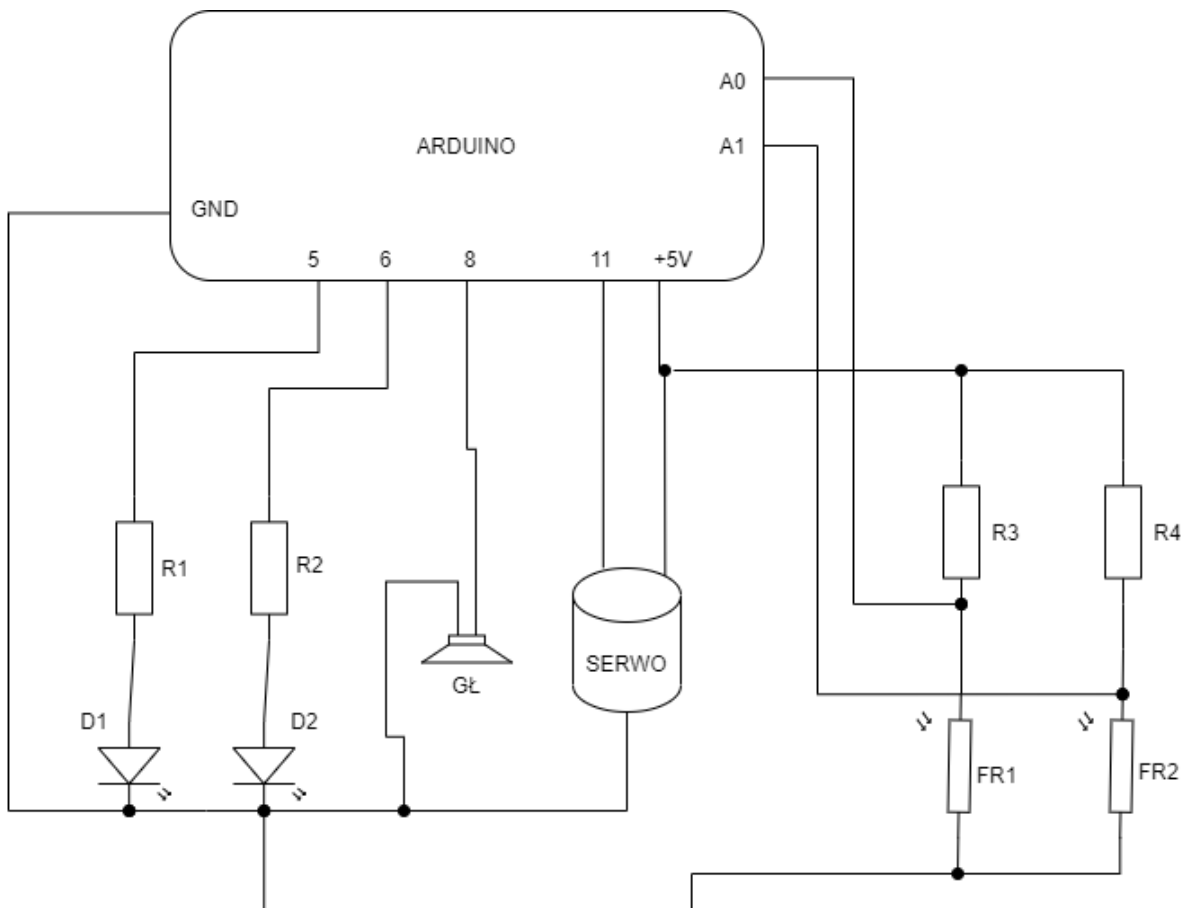 A0
ARDUINO
A1
GND
5 6 8 11 +5V
R3 R4
R1 R2
SERWO
GŁ
D1 D2
FR1 FR2